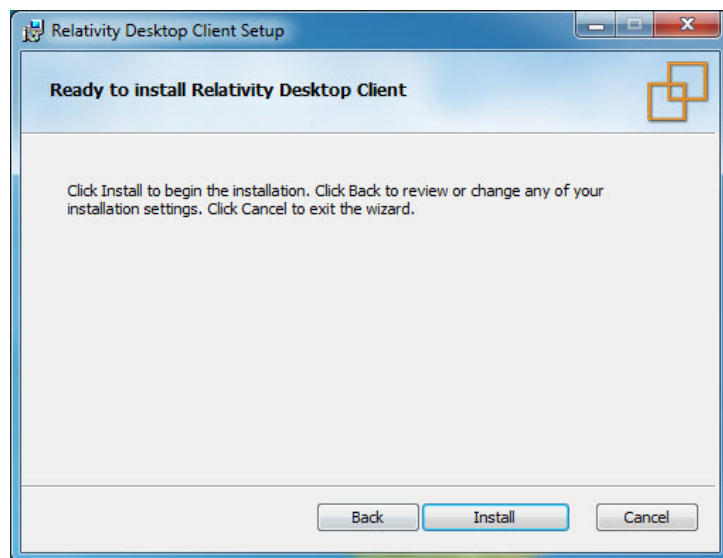 Relativity Desktop Client Setup
Ready to install Relativity Desktop Client
Click Install to begin the installation. Click Back to review or change any of your
installation settings. Click Cancel to exit the wizard.
Back Install Cancel